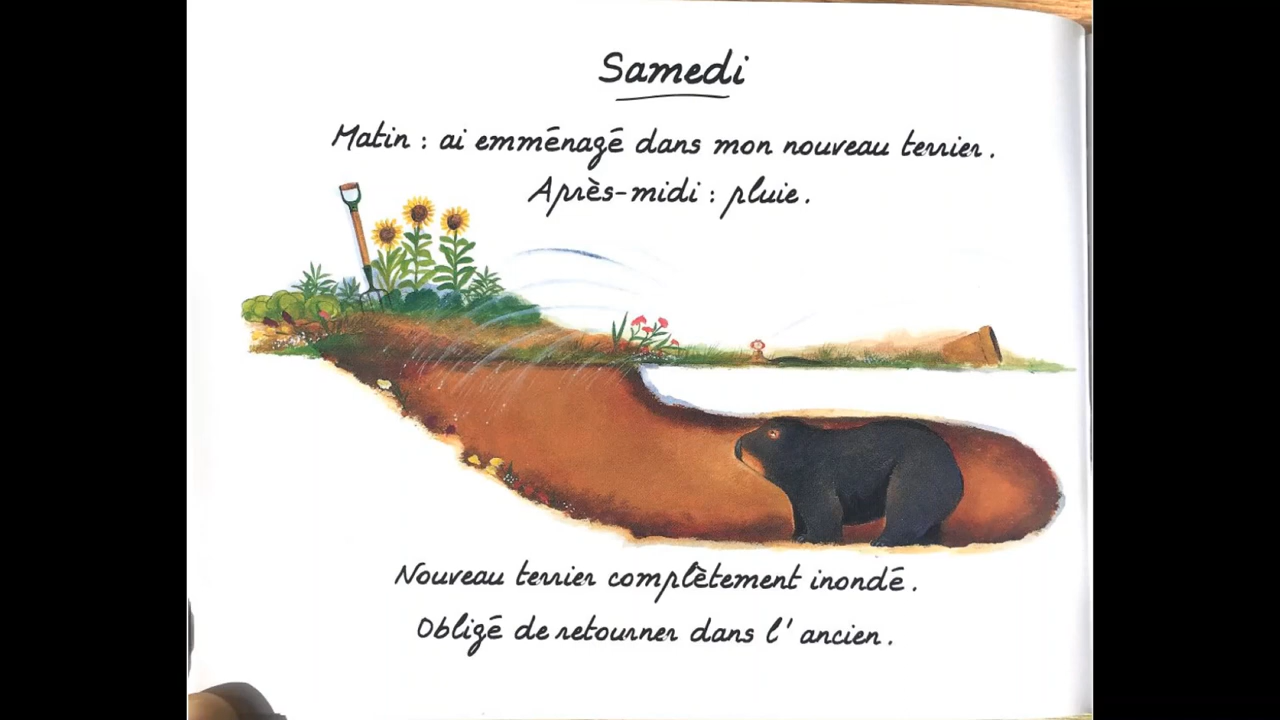 Samedi
Matin : ai emménagé dans mon nouveau terrier.
Après-midi : pluie.
Nouveau terrier complètement inondé.
Obligé de retourner dans l' ancien.